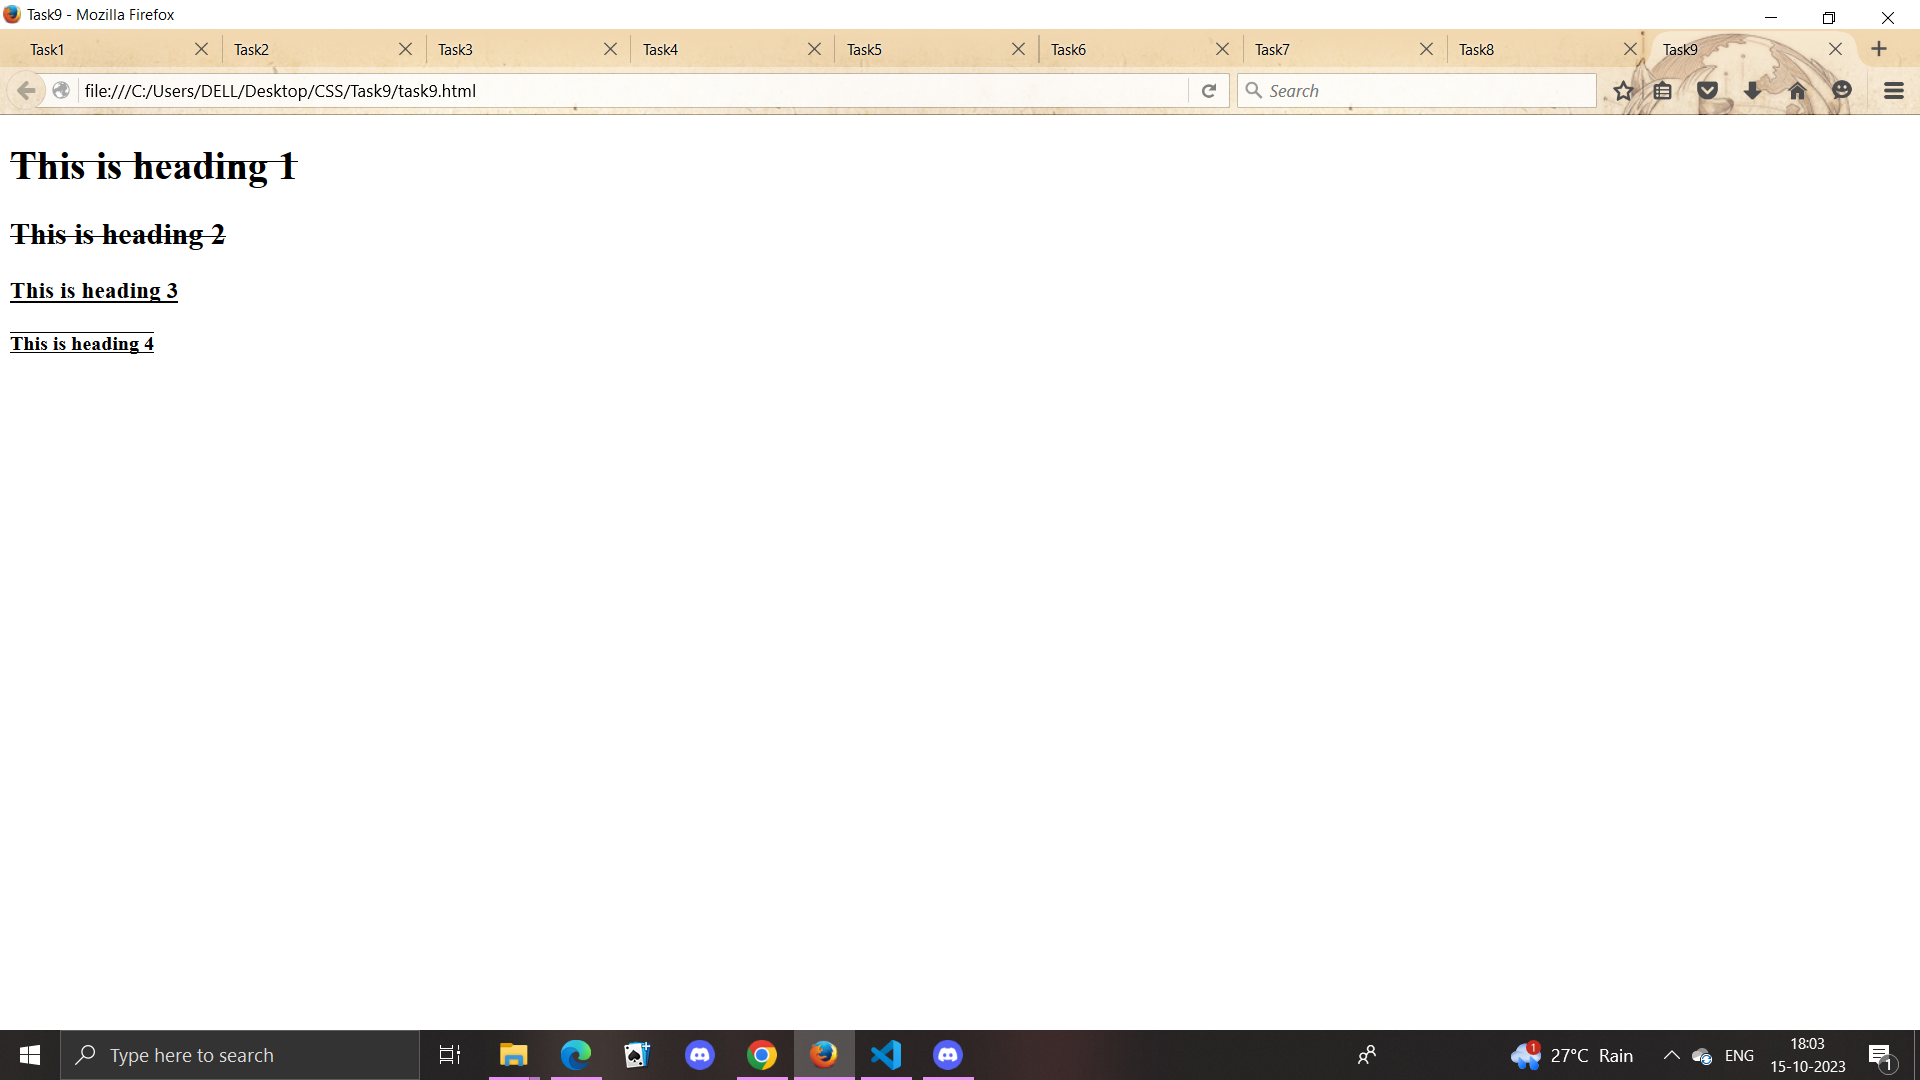 Task9 - Mozilla Firefox
Task1 Task2 Task3 Task4 Task5 Task6 Task7 Task8 Task9
file:///C:/Users/DELL/Desktop/CSS/Task9/task9.html Search
This is heading 1
This is heading 2
This is heading 3
This is heading 4
Type here to search 1 27°C Rain ENG 18:03
15-10-2023 1